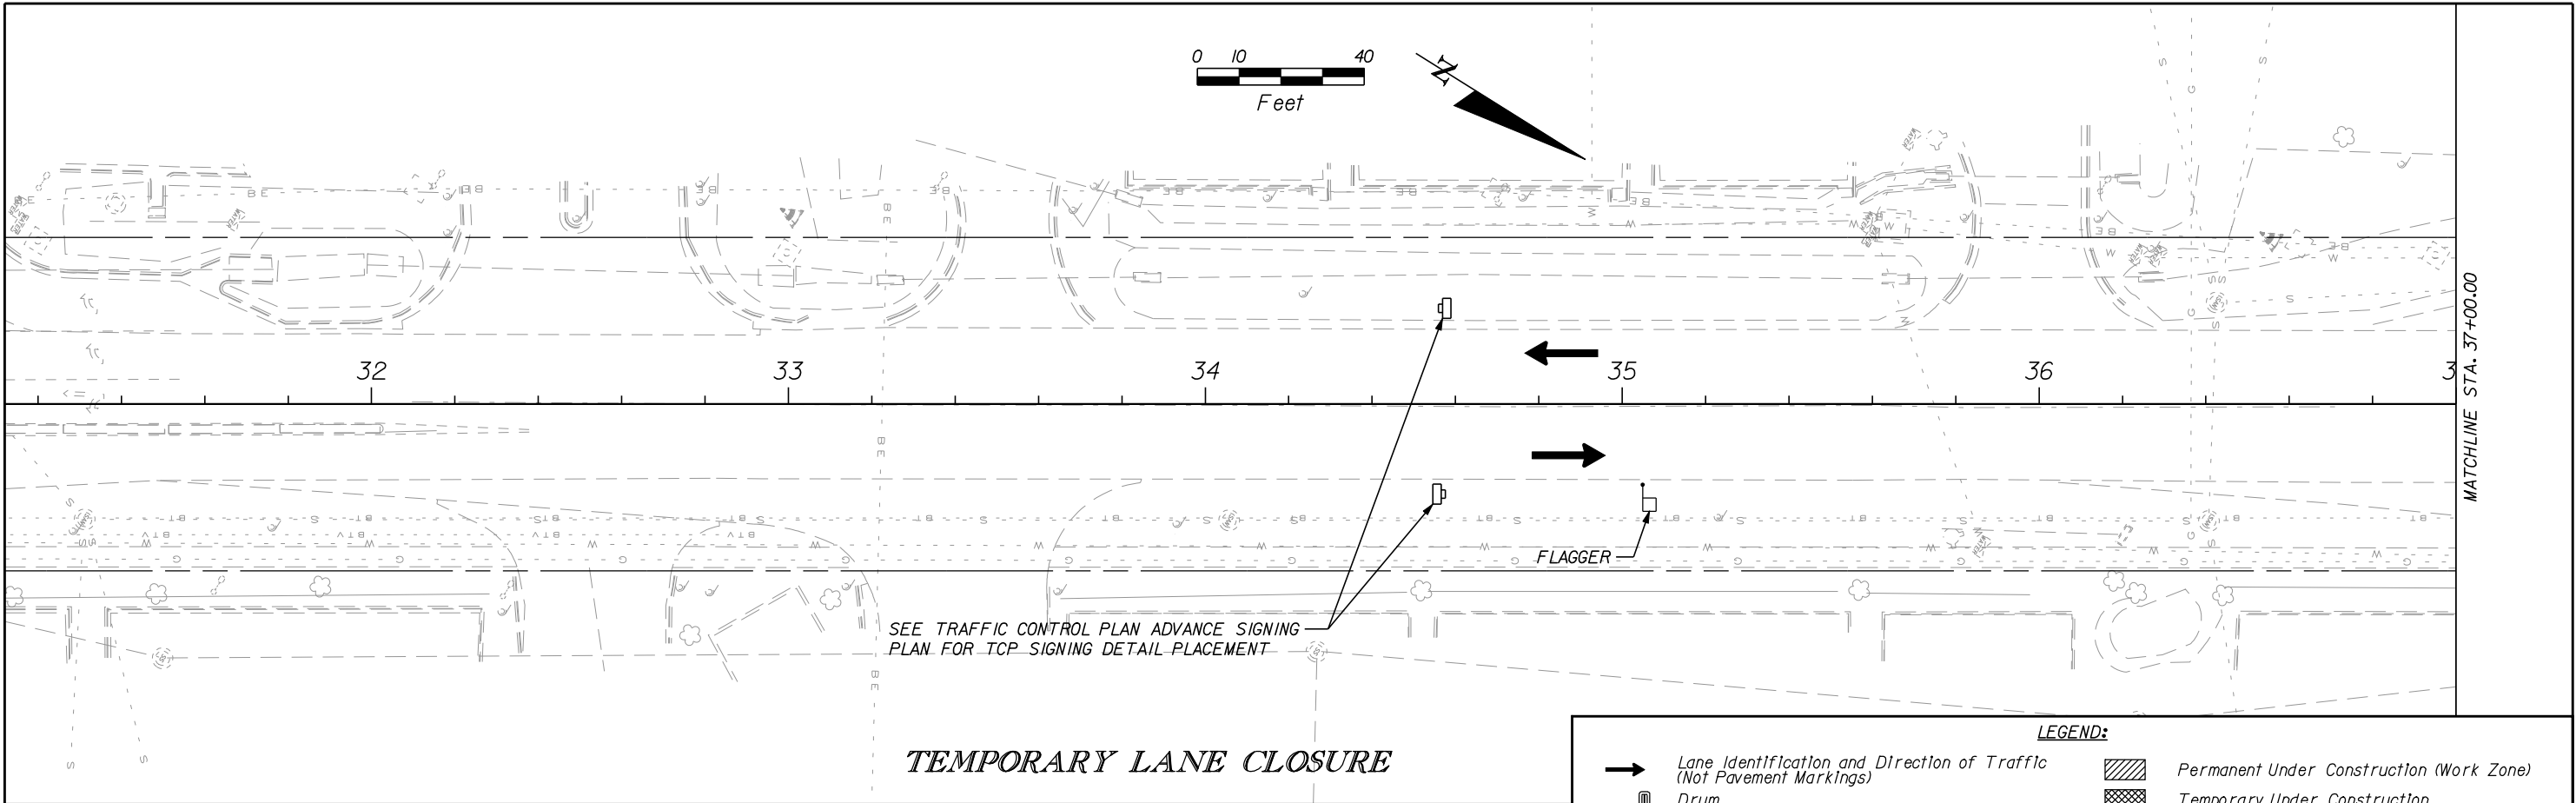 0 10 40
Feet
N
32 33 34 35 36 3
MATCHLINE STA. 37+00.00
FLAGGER
SEE TRAFFIC CONTROL PLAN ADVANCE SIGNING
PLAN FOR TCP SIGNING DETAIL PLACEMENT
TEMPORARY LANE CLOSURE
LEGEND:
Lane Identification and Direction of Traffic
(Not Pavement Markings)
Permanent Under Construction (Work Zone)
Drum
Temporary Under Construction